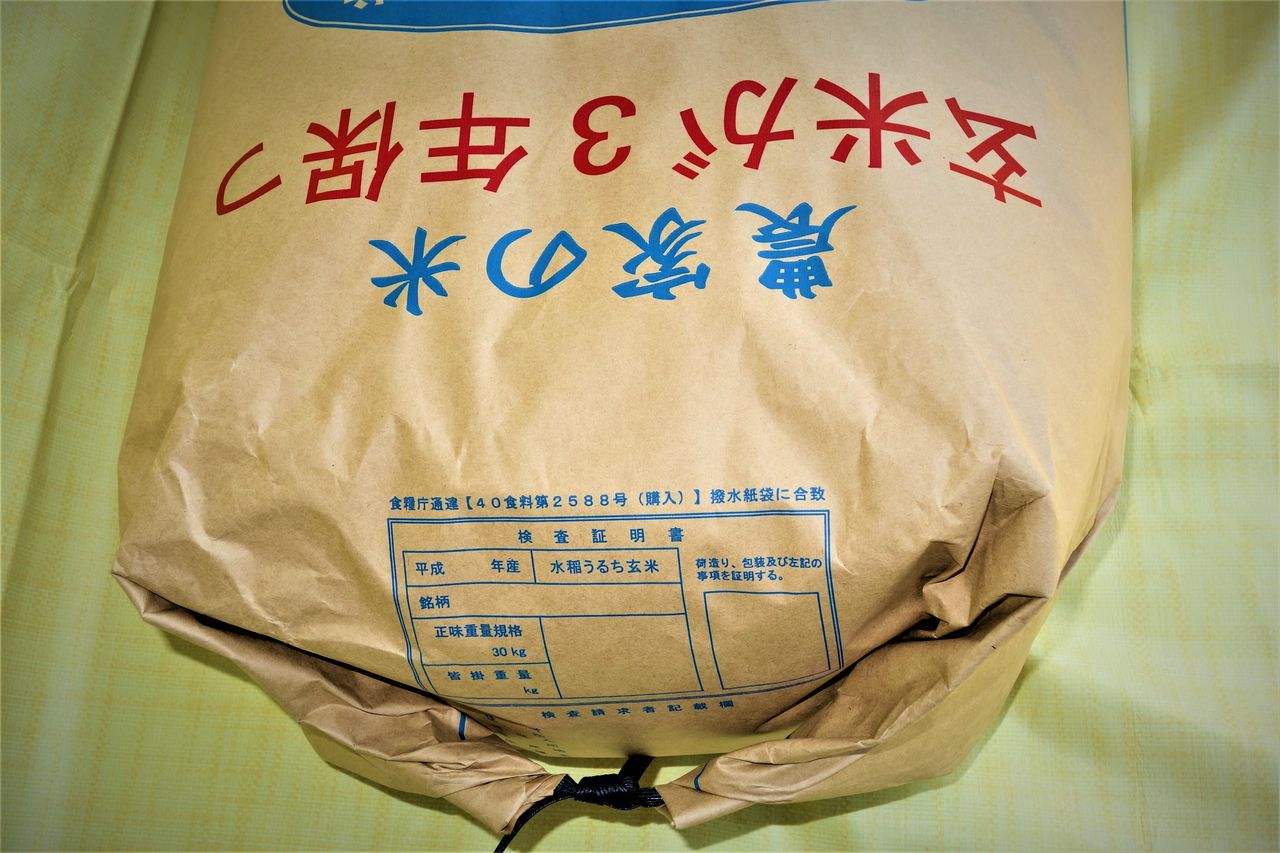 農家の米
玄米が３年保つ
食糧庁通達【４０食料第２５８８号（購入）】撥水紙袋に合致
検査証明書
平成 年産 水稲うるち玄米
銘柄
正味重量規格
30 kg
皆掛重量
kg
荷造り、包装及び左記の
事項を証明する。
検査請求者記載欄